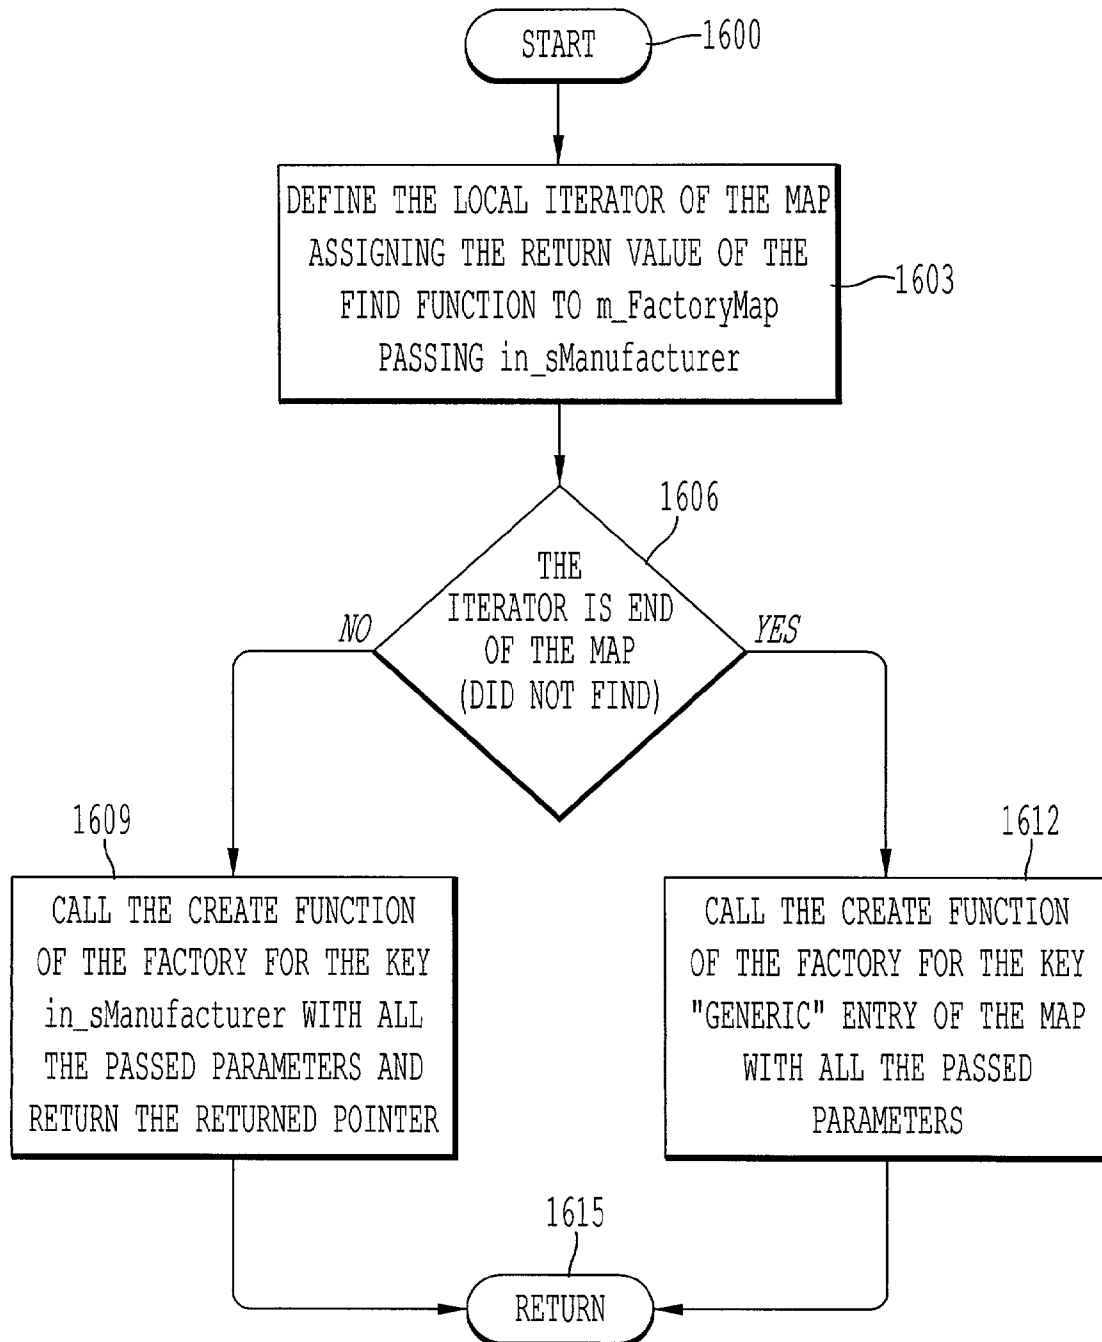 START
1600
DEFINE THE LOCAL ITERATOR OF THE MAP
ASSIGNING THE RETURN VALUE OF THE
FIND FUNCTION TO m_FactoryMap
PASSING in_sManufacturer
1603
1606
THE
ITERATOR IS END
OF THE MAP
(DID NOT FIND)
NO
YES
1609
CALL THE CREATE FUNCTION
OF THE FACTORY FOR THE KEY
in_sManufacturer WITH ALL
THE PASSED PARAMETERS AND
RETURN THE RETURNED POINTER
1612
CALL THE CREATE FUNCTION
OF THE FACTORY FOR THE KEY
"GENERIC" ENTRY OF THE MAP
WITH ALL THE PASSED
PARAMETERS
1615
RETURN